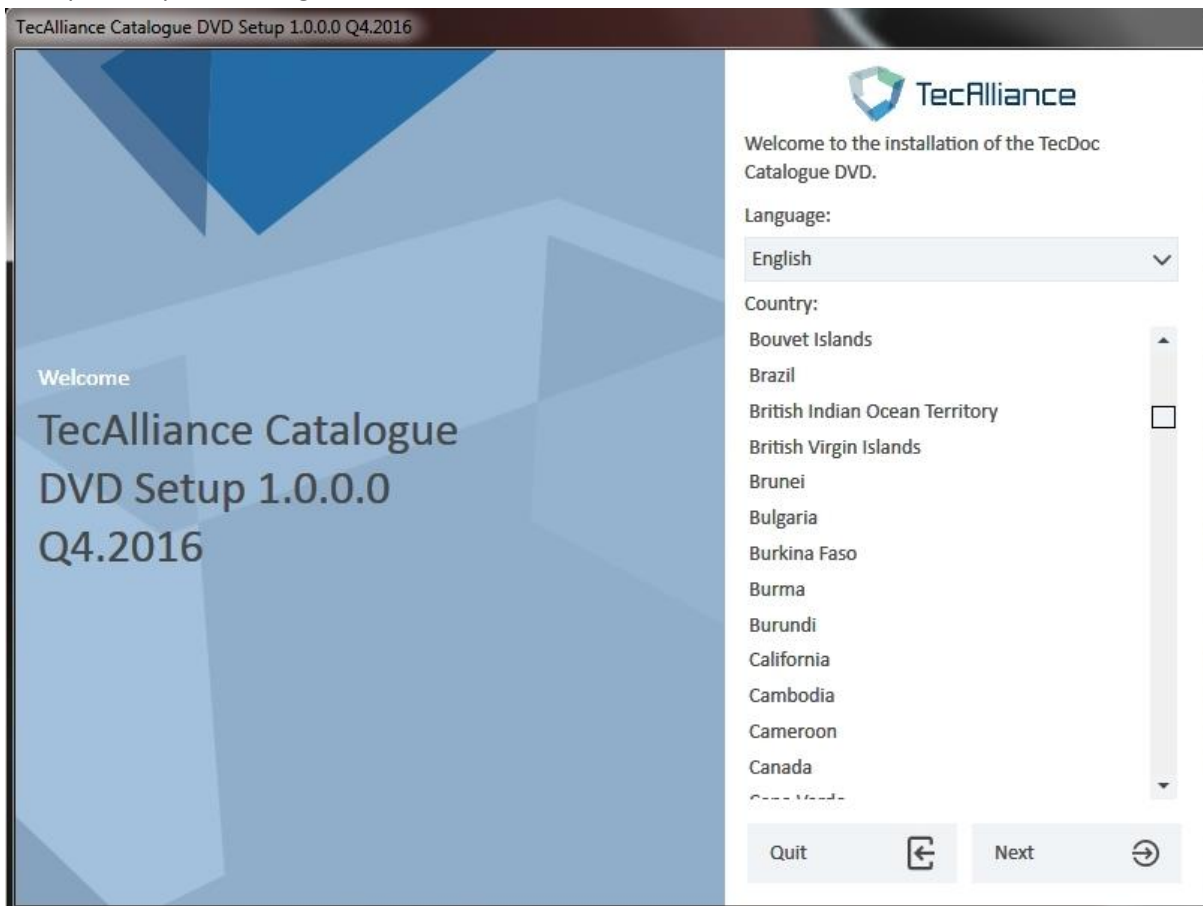 TecAlliance Catalogue DVD Setup 1.0.0.0 Q4.2016
Welcome
TecAlliance Catalogue
DVD Setup 1.0.0.0
Q4.2016
TecAlliance
Welcome to the installation of the TecDoc
Catalogue DVD.
Language:
English
Country:
Bouvet Islands
Brazil
British Indian Ocean Territory
British Virgin Islands
Brunei
Bulgaria
Burkina Faso
Burma
Burundi
California
Cambodia
Cameroon
Canada
Quit
Next